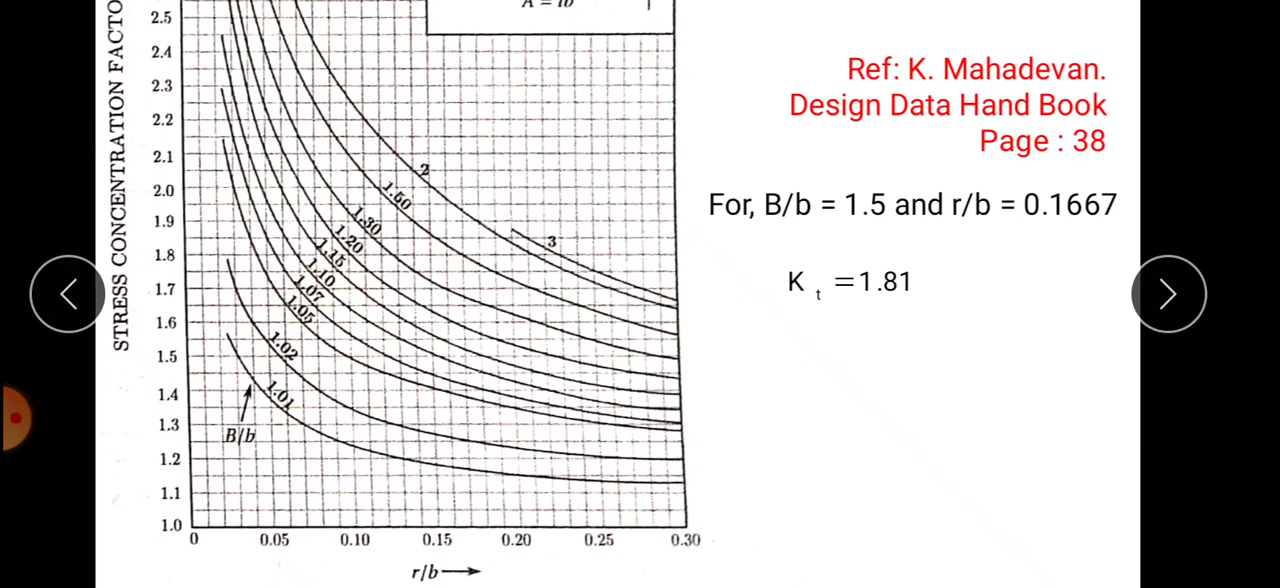 STRESS CONCENTRATION FACTO
A = lb
2.5
2.4
2.3
2.2
2.1
2.0
1.9
1.8
1.7
1.6
1.5
1.4
1.3
1.2
1.1
1.0
2
3
1.50
1.30
1.20
1.15
1.10
1.07
1.05
1.02
1.01
B/b
0 0.05 0.10 0.15 0.20 0.25 0.30
r/b
Ref: K. Mahadevan.
Design Data Hand Book
Page : 38
For, B/b = 1.5 and r/b = 0.1667
K t =1.81